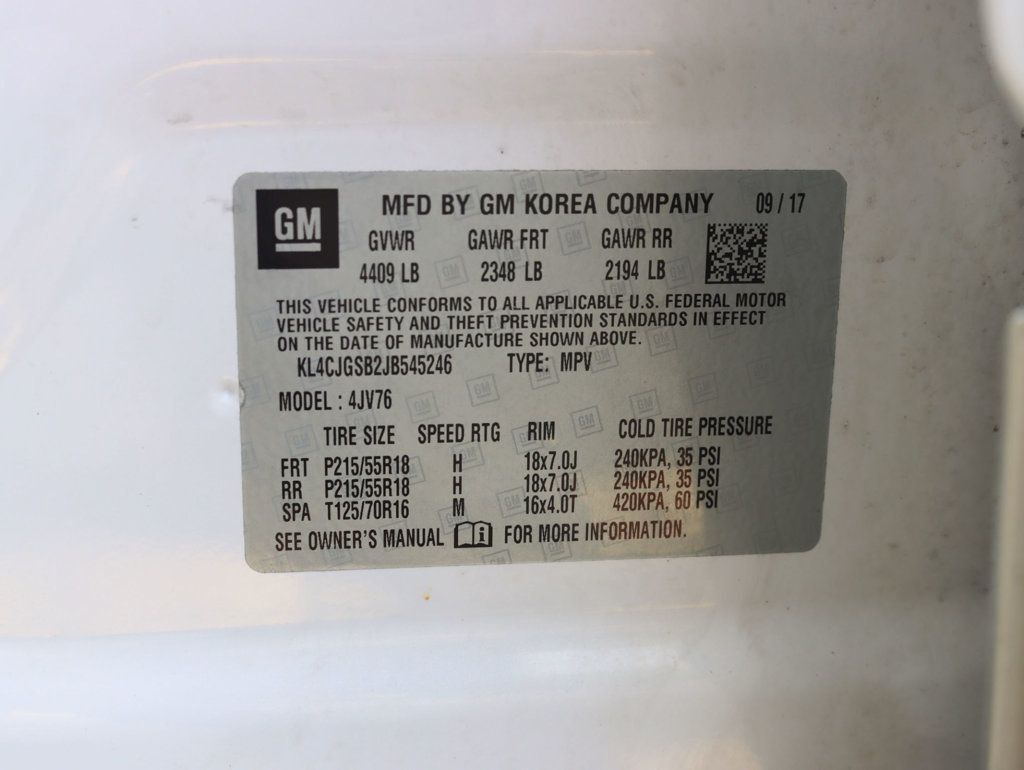 GM
MFD BY GM KOREA COMPANY 09 / 17
GVWR GAWR FRT GAWR RR
4409 LB 2348 LB 2194 LB
THIS VEHICLE CONFORMS TO ALL APPLICABLE U.S. FEDERAL MOTOR
VEHICLE SAFETY AND THEFT PREVENTION STANDARDS IN EFFECT
ON THE DATE OF MANUFACTURE SHOWN ABOVE.
KL4CJGSB2JB545246 TYPE: MPV
MODEL : 4JV76
TIRE SIZE SPEED RTG RIM COLD TIRE PRESSURE
FRT P215/55R18 H 18x7.0J 240KPA, 35 PSI
RR P215/55R18 H 18x7.0J 240KPA, 35 PSI
SPA T125/70R16 M 16x4.0T 420KPA, 60 PSI
SEE OWNER'S MANUAL i FOR MORE INFORMATION.